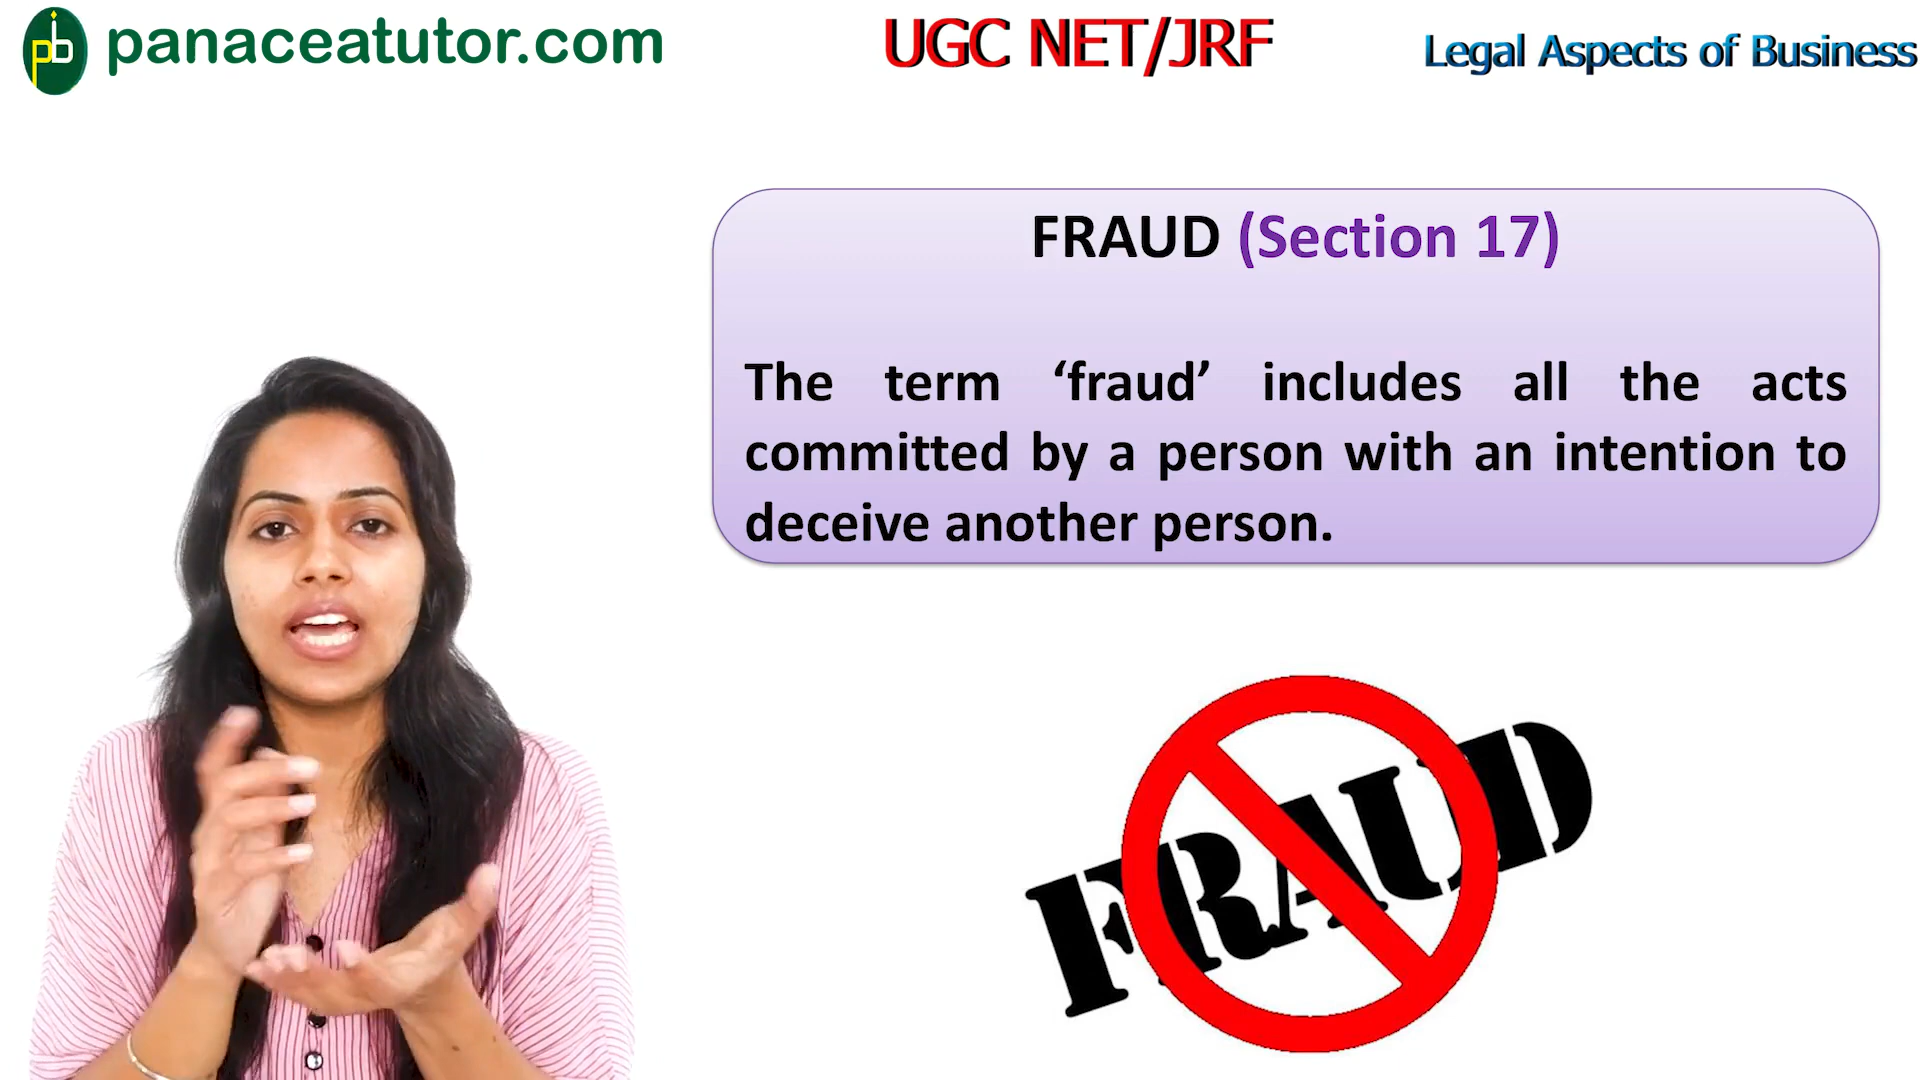 pb panaceatutor.com
UGC NET/JRF
Legal Aspects of Business
FRAUD (Section 17)
The term ‘fraud’ includes all the acts
committed by a person with an intention to
deceive another person.
FRAUD